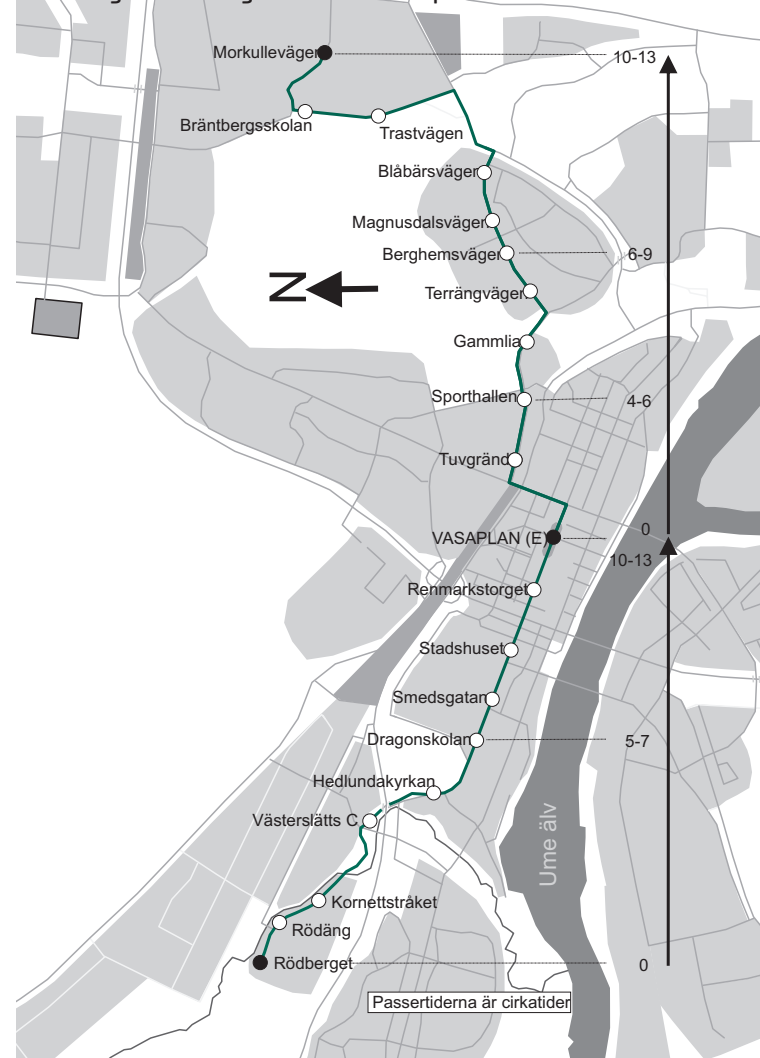 Morkullevägen
10-13
Bräntbergsskolan
Trastvägen
Blåbärsvägen
Magnusdalsvägen
Berghemsvägen
6-9
N
Terrängvägen
Gammlia
Sporthallen
4-6
Tuvgränd
0
VASAPLAN (E)
10-13
Renmarkstorget
Stadshuset
Smedsgatan
Dragonskolan
5-7
Hedlundakyrkan
Västerslätts C
Ume älv
Kornettstråket
Rödäng
Rödberget
0
Passertiderna är cirkatider